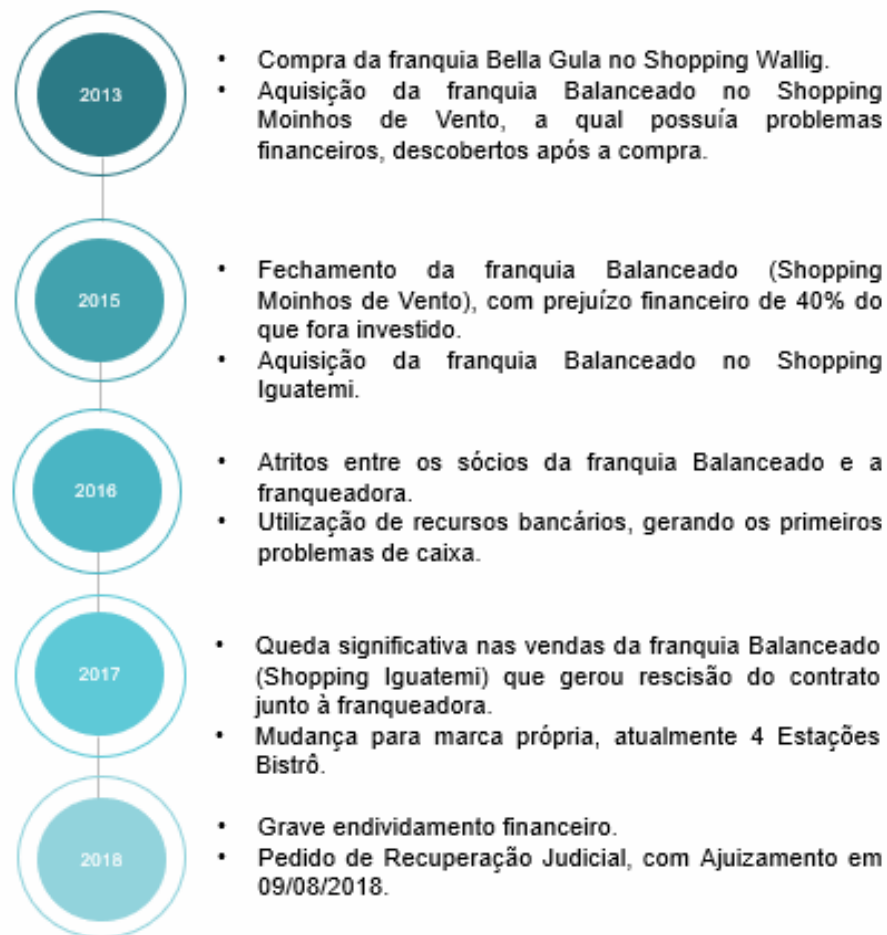 2013
• Compra da franquia Bella Gula no Shopping Wallig.
• Aquisição da franquia Balanceado no Shopping
Moinhos de Vento, a qual possuía problemas
financeiros, descobertos após a compra.
2015
• Fechamento da franquia Balanceado (Shopping
Moinhos de Vento), com prejuízo financeiro de 40% do
que fora investido.
• Aquisição da franquia Balanceado no Shopping
Iguatemi.
2016
• Atritos entre os sócios da franquia Balanceado e a
franqueadora.
• Utilização de recursos bancários, gerando os primeiros
problemas de caixa.
2017
• Queda significativa nas vendas da franquia Balanceado
(Shopping Iguatemi) que gerou rescisão do contrato
junto à franqueadora.
• Mudança para marca própria, atualmente 4 Estações
Bistrô.
2018
• Grave endividamento financeiro.
• Pedido de Recuperação Judicial, com Ajuizamento em
09/08/2018.